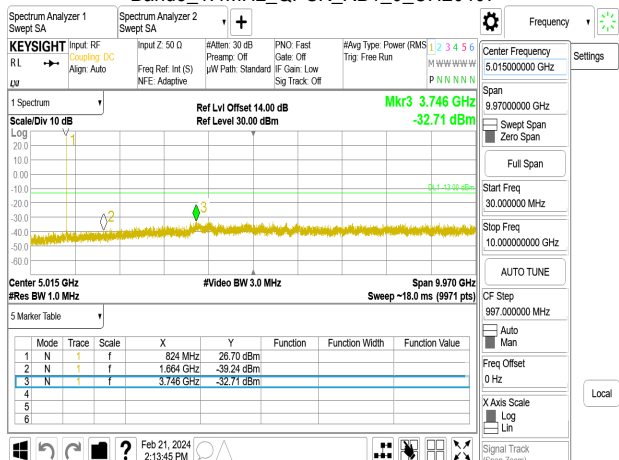 Spectrum Analyzer 1
Swept SA
Spectrum Analyzer 2
Swept SA
Frequency
Settings
KEYSIGHT
RL
Input: RF
Coupling: DC
Align: Auto
Input Z: 50 Ω
Freq Ref: Int (S)
NFE: Adaptive
#Atten: 30 dB
Preamp: Off
µW Path: Standard
PNO: Fast
Gate: Off
IF Gain: Low
Sig Track: Off
#Avg Type: Power (RMS
Trig: Free Run
1 2 3 4 5 6
M W W W W W
P N N N N N
1 Spectrum
Scale/Div 10 dB
Ref Lvl Offset 14.00 dB
Ref Level 30.00 dBm
Mkr3 3.746 GHz
-32.71 dBm
Log
20.0
10.0
0.00
-10.00
-20.0
-30.0
-40.0
-50.0
-60.0
DL1 -13.00 dBm
1
2
3
Center 5.015 GHz
#Res BW 1.0 MHz
#Video BW 3.0 MHz
Span 9.970 GHz
Sweep ~18.0 ms (9971 pts)
5 Marker Table
Mode Trace Scale X Y Function Function Width Function Value
1 N 1 f 824 MHz 26.70 dBm
2 N 1 f 1.664 GHz -39.24 dBm
3 N 1 f 3.746 GHz -32.71 dBm
4
5
6
Feb 21, 2024
2:13:45 PM
Center Frequency
5.015000000 GHz
Span
9.97000000 GHz
Swept Span
Zero Span
Full Span
Start Freq
30.000000 MHz
Stop Freq
10.000000000 GHz
AUTO TUNE
CF Step
997.000000 MHz
Auto
Man
Freq Offset
0 Hz
X Axis Scale
Log
Lin
Signal Track
(Span Zoom)
Local